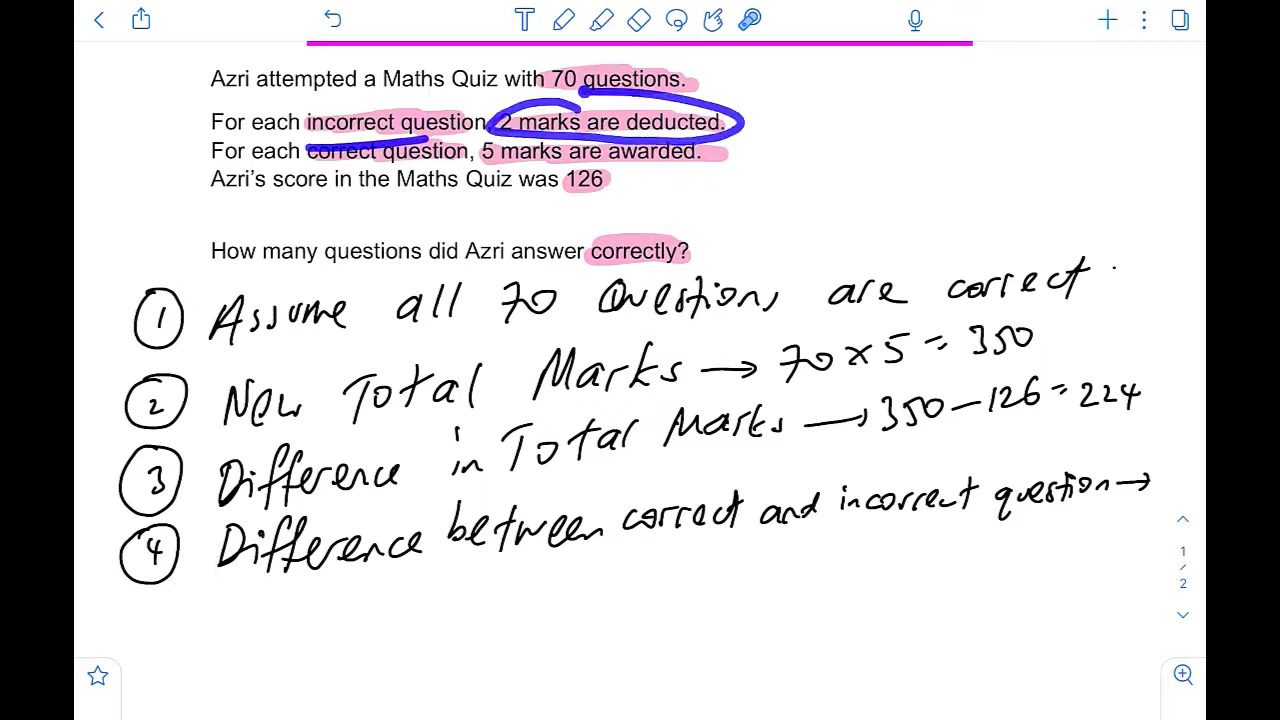 Azri attempted a Maths Quiz with 70 questions.
For each incorrect question, 2 marks are deducted.
For each correct question, 5 marks are awarded.
Azri's score in the Maths Quiz was 126
How many questions did Azri answer correctly?
1 Assume all 70 Questions are correct.
2 New Total Marks → 70 × 5 = 350
3 Difference in Total Marks → 350 - 126 = 224
4 Difference between correct and incorrect question →
1
/
2